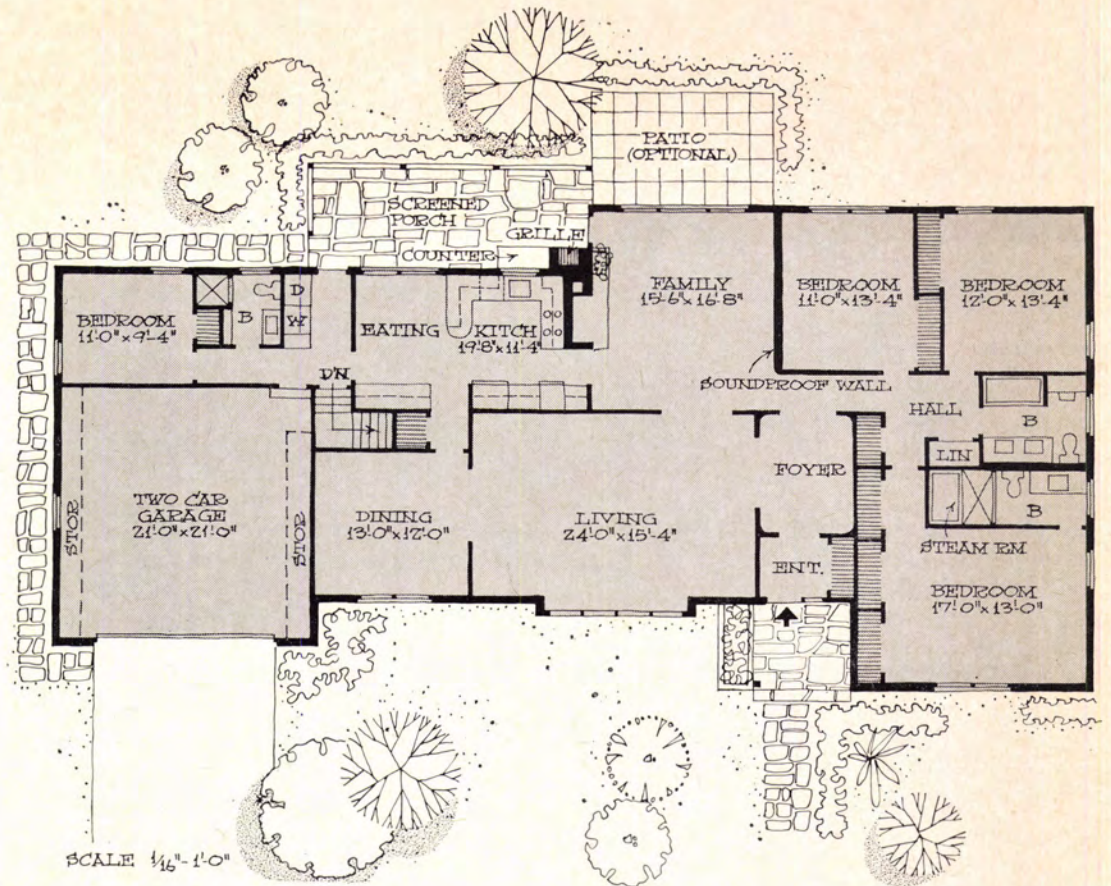 PATIO
(OPTIONAL)
SCREENED
PORCH
GRILLE
COUNTER
BEDROOM
11'-0" x 9'-4"
B
D
W
EATING
KITCH
19'-8" x 11'-4"
FAMILY
15'-6" x 16'-8"
BEDROOM
11'-0" x 13'-4"
BEDROOM
12'-0" x 13'-4"
DN
SOUNDPROOF WALL
HALL
B
LIN
FOYER
TWO CAR
GARAGE
21'-0" x 21'-0"
STOR
STOR
DINING
13'-0" x 12'-0"
LIVING
24'-0" x 15'-4"
B
STEAM RM
ENT.
BEDROOM
17'-0" x 13'-0"
SCALE 1/16" - 1'-0"